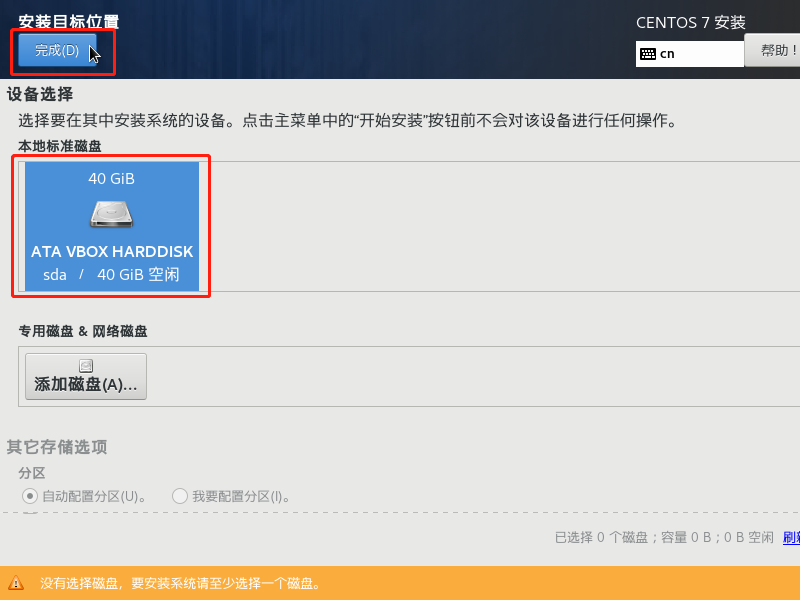 安装目标位置
CENTOS 7 安装
完成(D)
cn
帮助！
设备选择
选择要在其中安装系统的设备。点击主菜单中的“开始安装”按钮前不会对该设备进行任何操作。
本地标准磁盘
40 GiB
ATA VBOX HARDDISK
sda / 40 GiB 空闲
专用磁盘 & 网络磁盘
添加磁盘(A)...
其它存储选项
分区
自动配置分区(U)。 我要配置分区(I)。
已选择 0 个磁盘；容量 0 B；0 B 空闲 刷新
没有选择磁盘，要安装系统请至少选择一个磁盘。